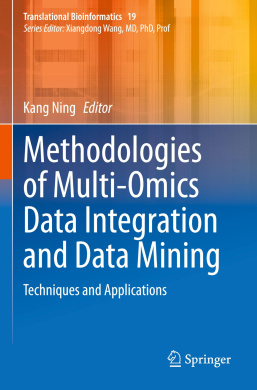 Translational Bioinformatics 19
Series Editor: Xiangdong Wang, MD, PhD, Prof
Kang Ning Editor
Methodologies
of Multi-Omics
Data Integration
and Data Mining
Techniques and Applications
Springer